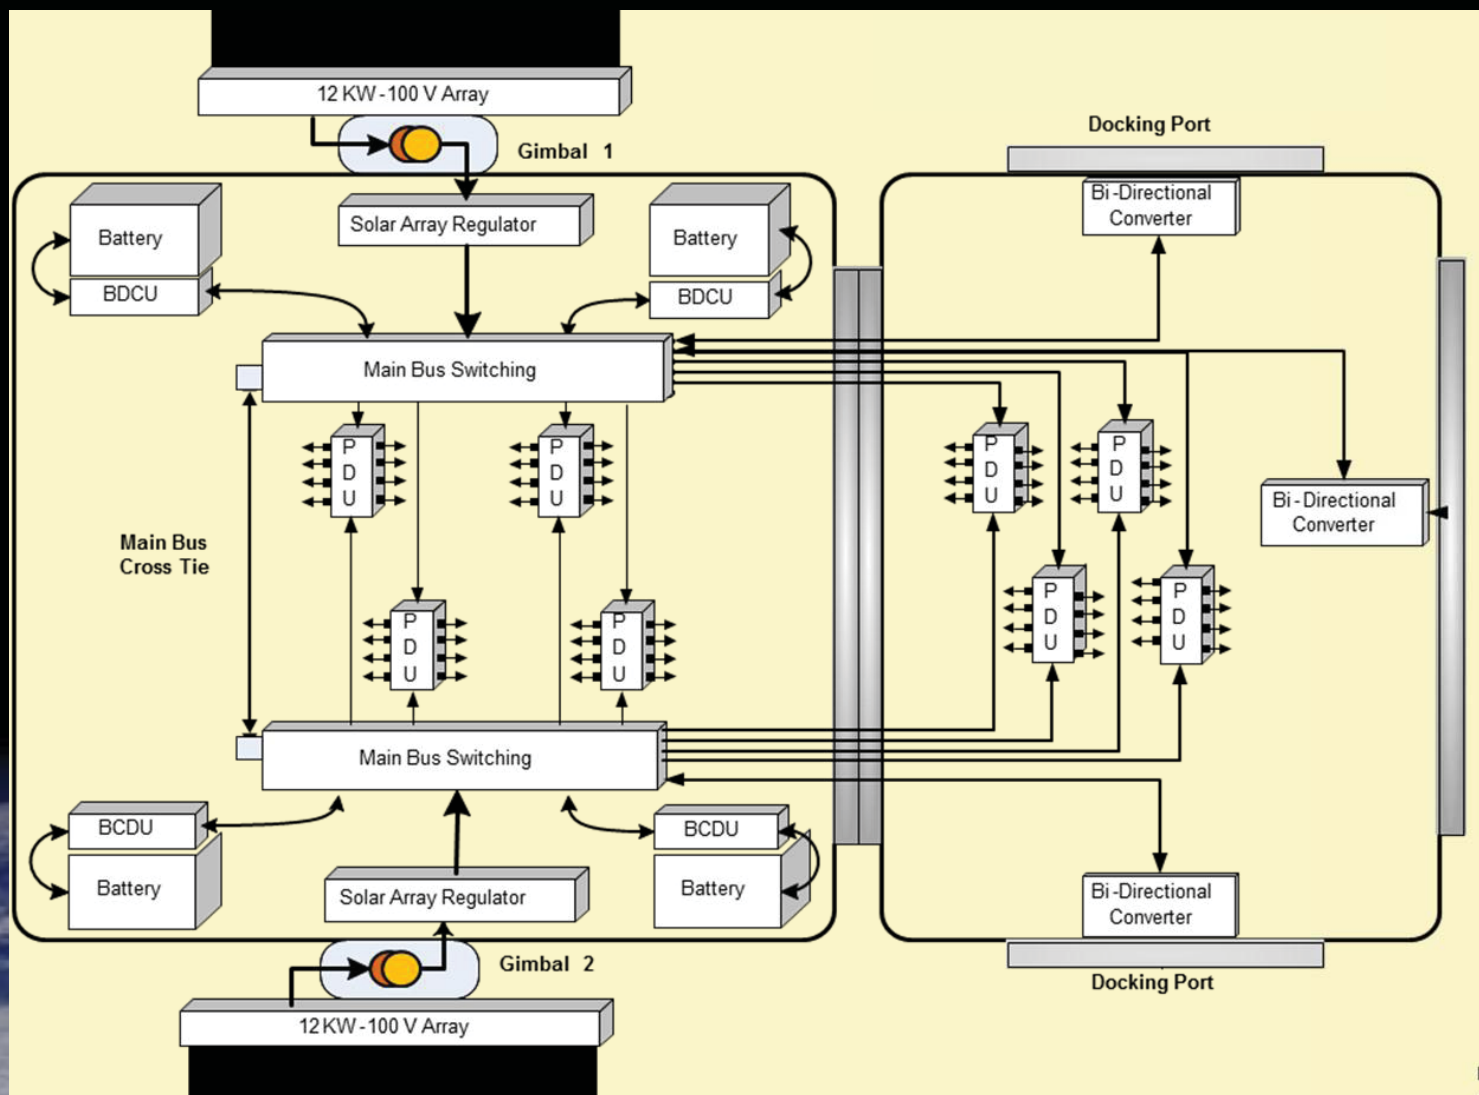 12 KW - 100 V Array
Gimbal 1
Docking Port
Bi-Directional
Converter
Battery
BDCU
Solar Array Regulator
Battery
BDCU
Main Bus Switching
P
D
U
P
D
U
P
D
U
P
D
U
Bi-Directional
Converter
Main Bus
Cross Tie
P
D
U
P
D
U
P
D
U
P
D
U
Main Bus Switching
BCDU
Battery
Solar Array Regulator
BCDU
Battery
Bi-Directional
Converter
Gimbal 2
Docking Port
12 KW - 100 V Array